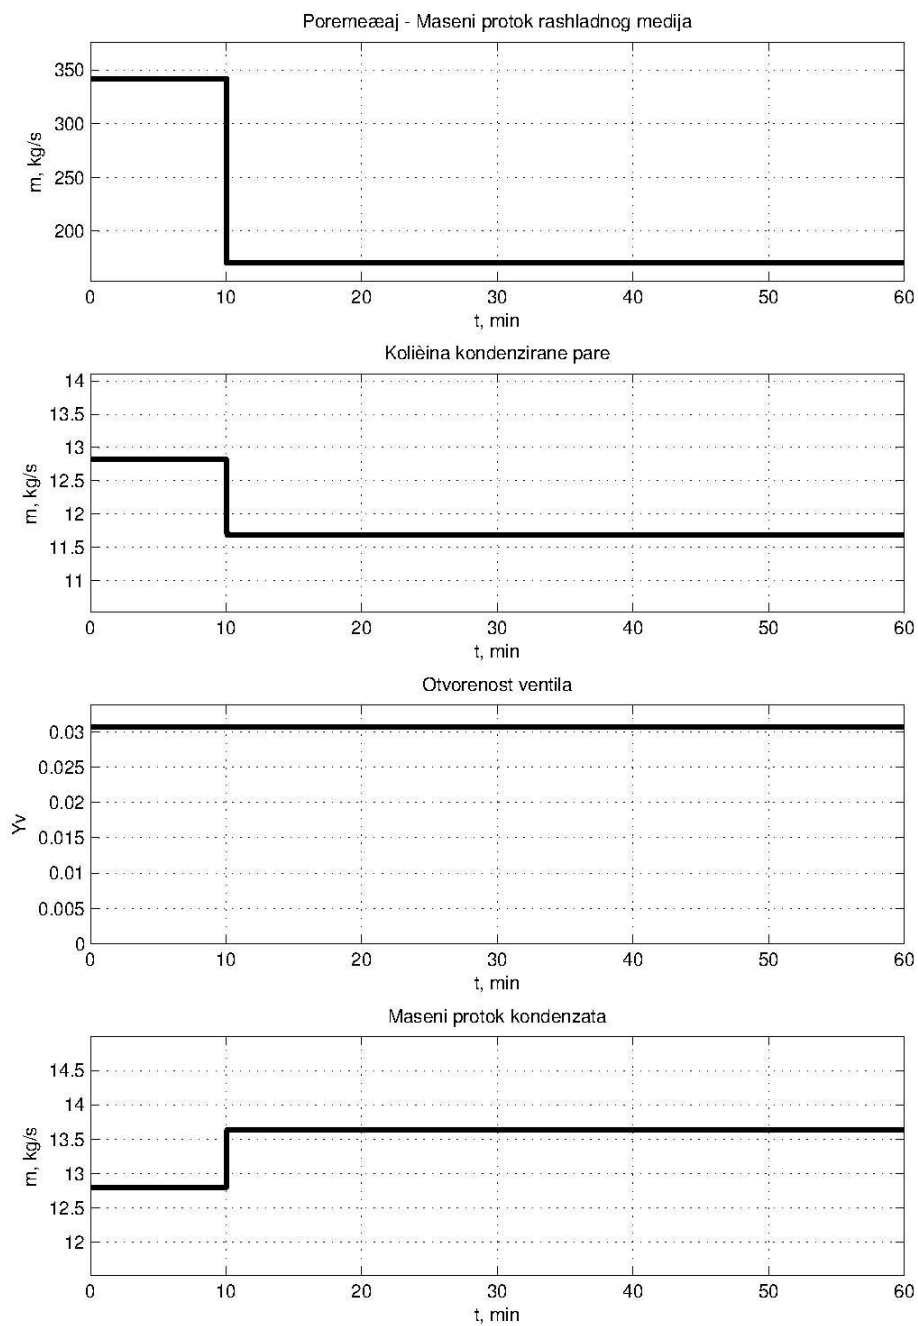 Poremeæaj - Maseni protok rashladnog medija
350
300
250
200
m, kg/s
0 10 20 30 40 50 60
t, min
Kolièina kondenzirane pare
14
13.5
13
12.5
12
11.5
11
m, kg/s
0 10 20 30 40 50 60
t, min
Otvorenost ventila
0.03
0.025
0.02
0.015
0.01
0.005
0
Yv
0 10 20 30 40 50 60
t, min
Maseni protok kondenzata
14.5
14
13.5
13
12.5
12
m, kg/s
0 10 20 30 40 50 60
t, min